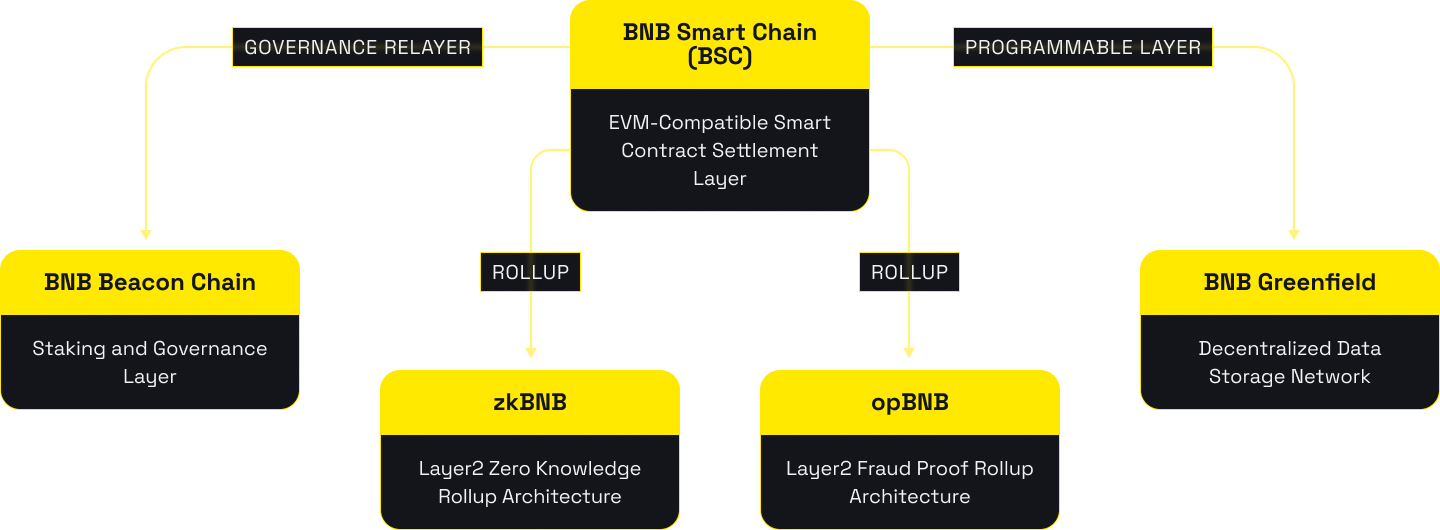 BNB Smart Chain
(BSC)
GOVERNANCE RELAYER
PROGRAMMABLE LAYER
EVM-Compatible Smart
Contract Settlement
Layer
ROLLUP
ROLLUP
BNB Beacon Chain
Staking and Governance
Layer
zkBNB
Layer2 Zero Knowledge
Rollup Architecture
opBNB
Layer2 Fraud Proof Rollup
Architecture
BNB Greenfield
Decentralized Data
Storage Network